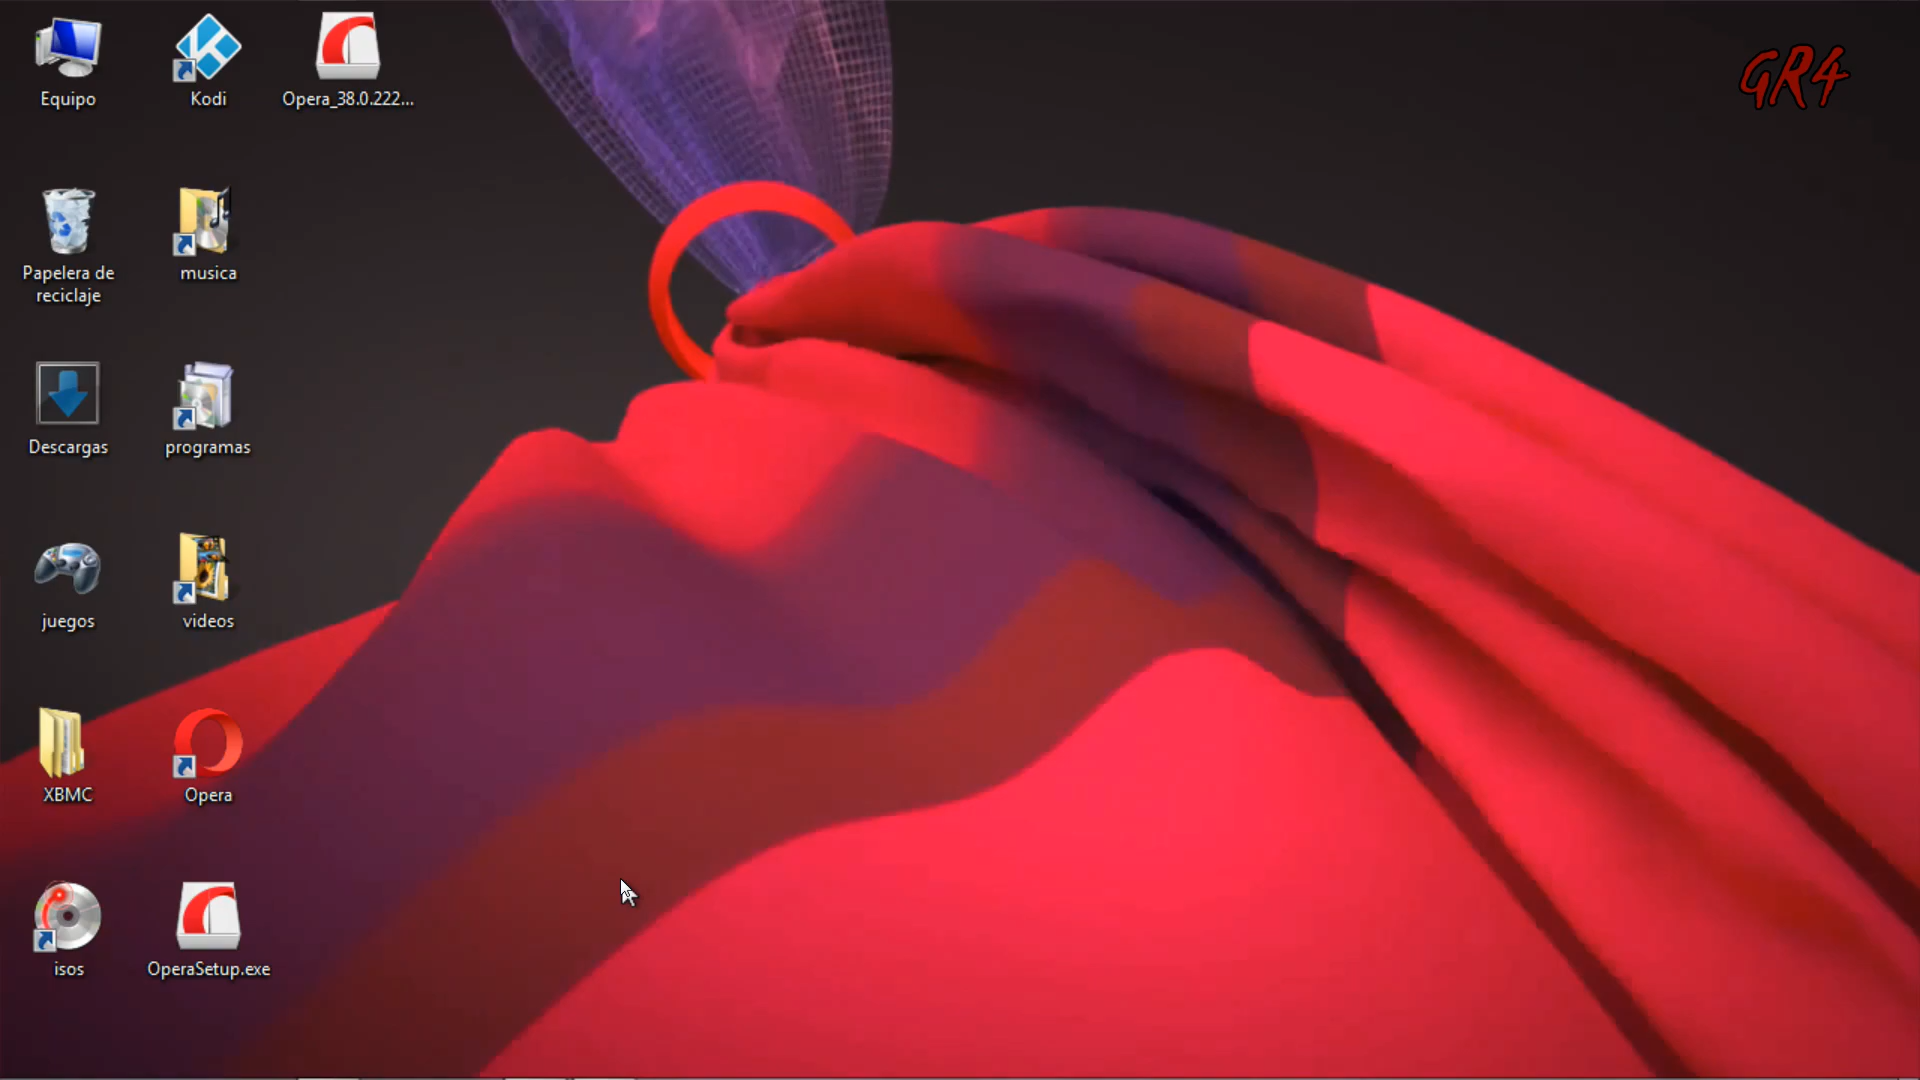 Equipo
Kodi
Opera_38.0.222...
GR4
Papelera de
reciclaje
musica
Descargas
programas
juegos
videos
XBMC
Opera
isos
OperaSetup.exe